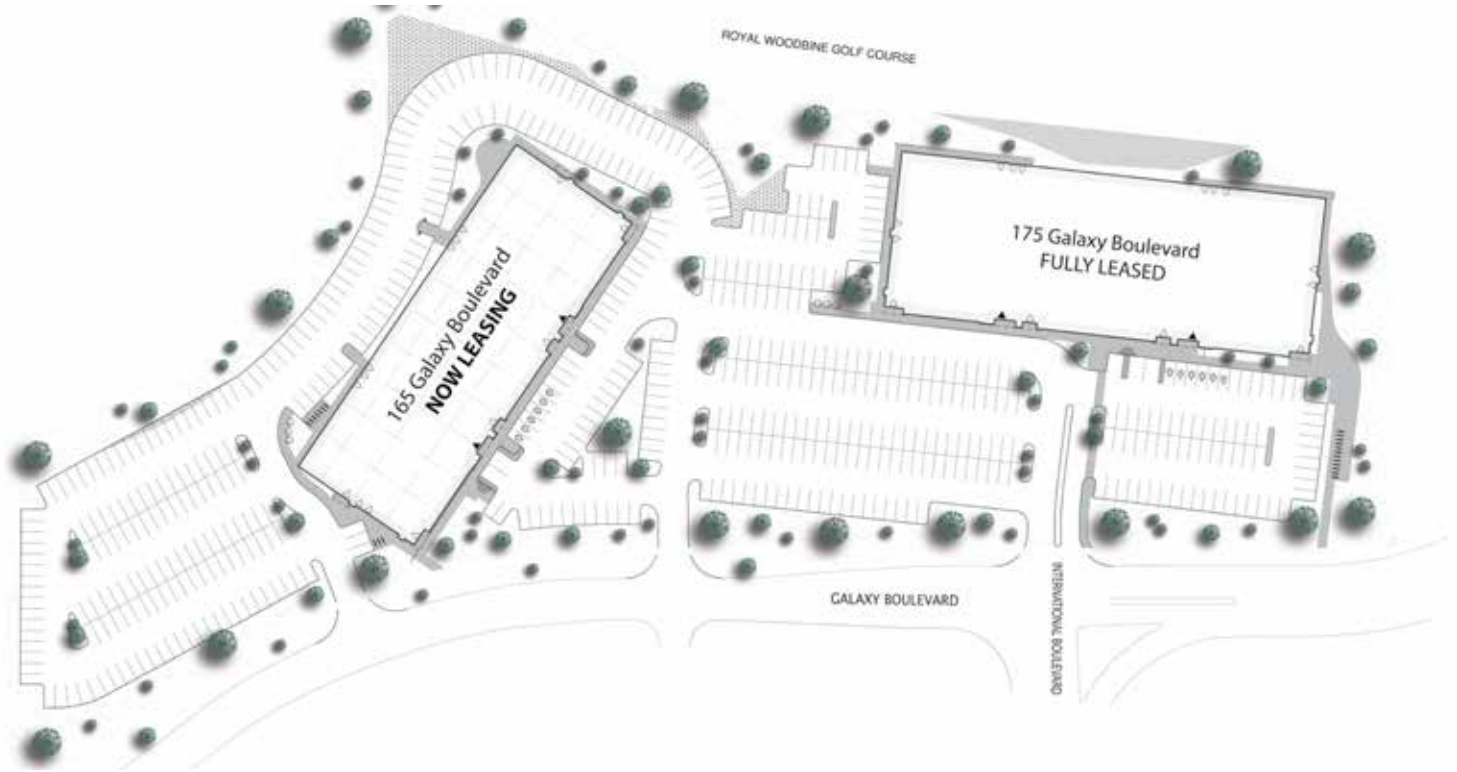 ROYAL WOODBINE GOLF COURSE
175 Galaxy Boulevard
FULLY LEASED
165 Galaxy Boulevard
NOW LEASING
GALAXY BOULEVARD
INTERNATIONAL BOULEVARD